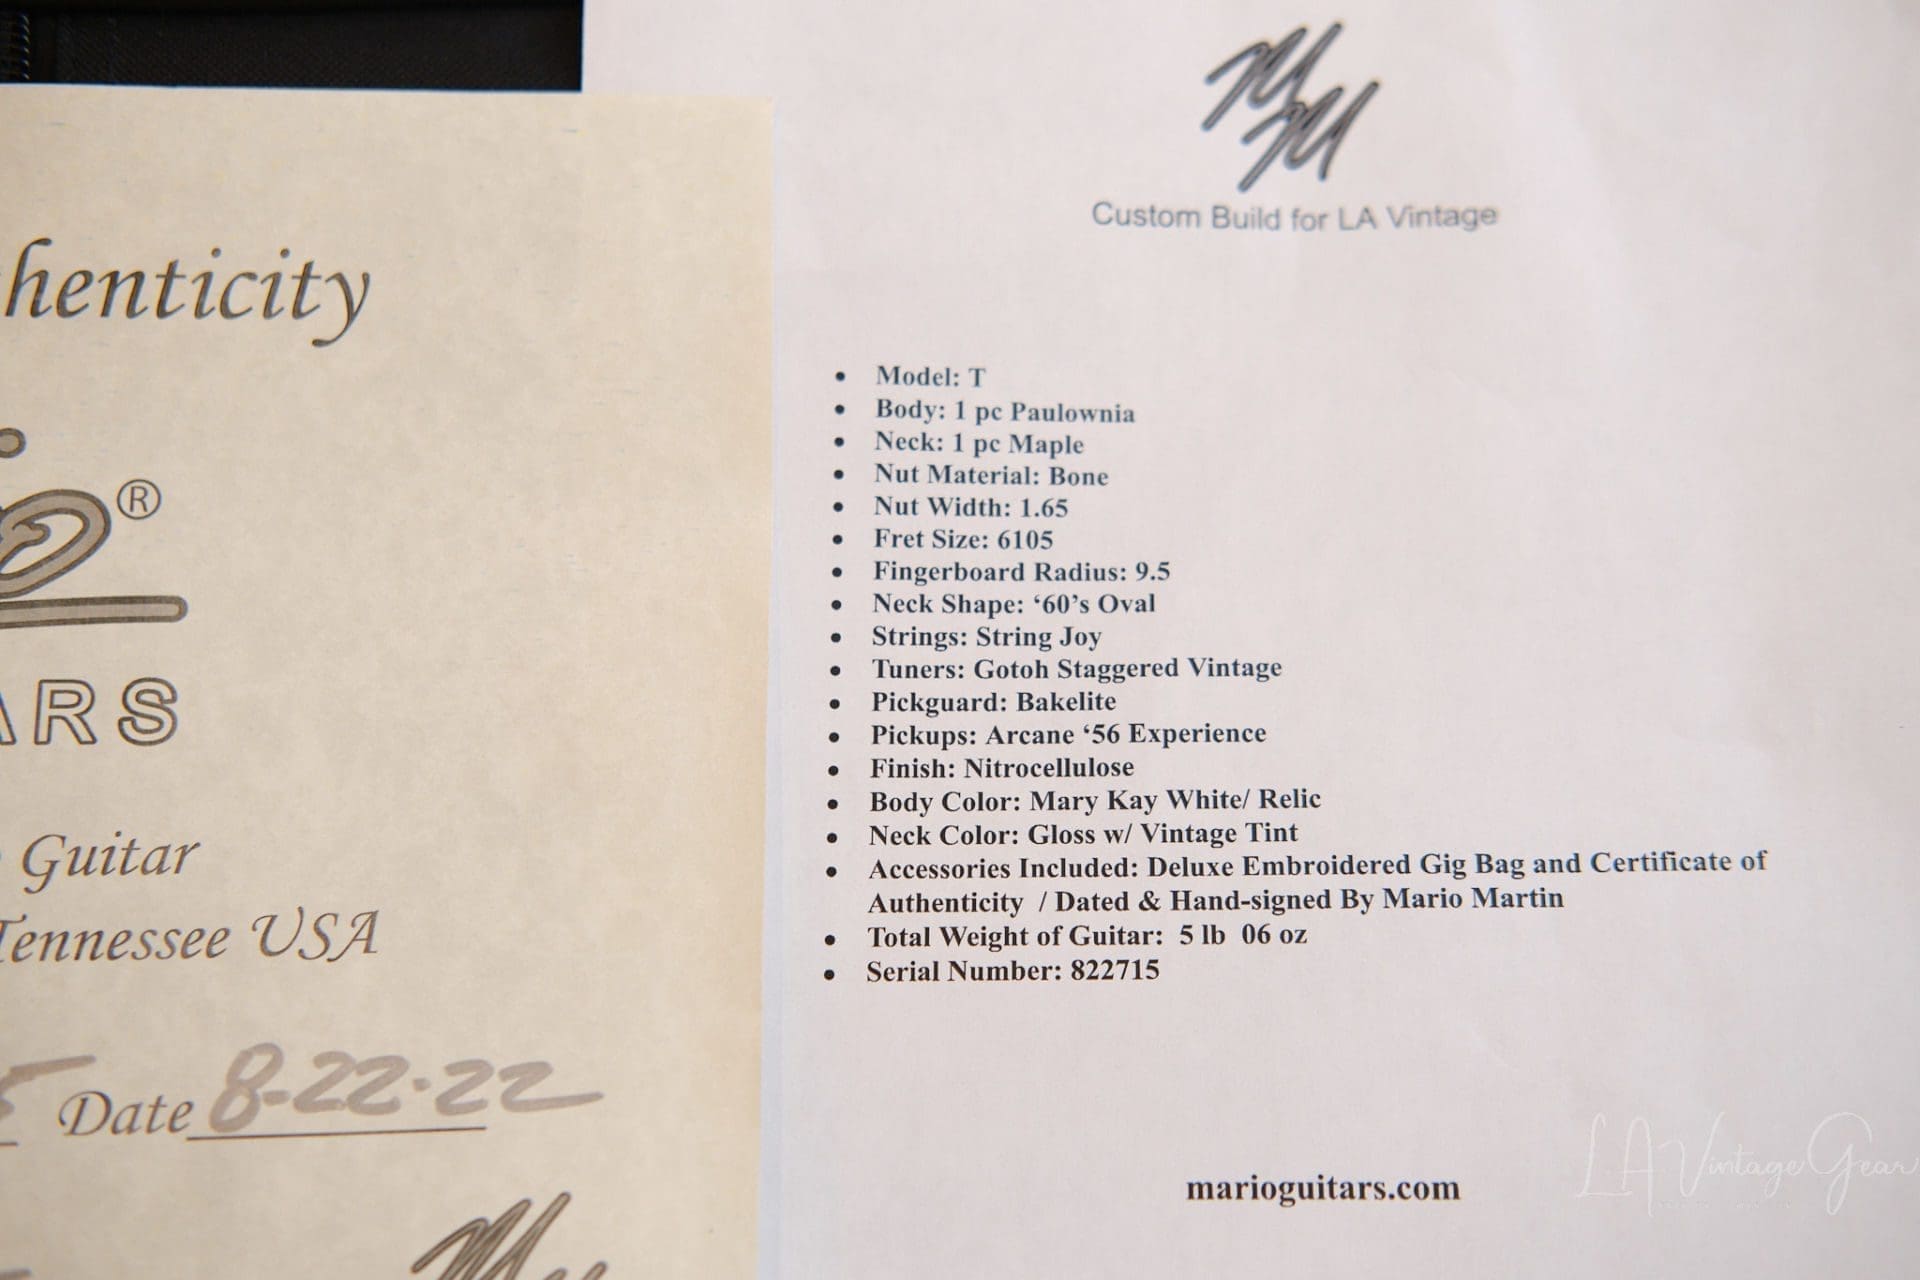 henticity
®
ARS
Guitar
Tennessee USA
5 Date 8-22-22
MM
Custom Build for LA Vintage
• Model: T
• Body: 1 pc Paulownia
• Neck: 1 pc Maple
• Nut Material: Bone
• Nut Width: 1.65
• Fret Size: 6105
• Fingerboard Radius: 9.5
• Neck Shape: ‘60’s Oval
• Strings: String Joy
• Tuners: Gotoh Staggered Vintage
• Pickguard: Bakelite
• Pickups: Arcane ‘56 Experience
• Finish: Nitrocellulose
• Body Color: Mary Kay White/ Relic
• Neck Color: Gloss w/ Vintage Tint
• Accessories Included: Deluxe Embroidered Gig Bag and Certificate of
Authenticity / Dated & Hand-signed By Mario Martin
• Total Weight of Guitar: 5 lb 06 oz
• Serial Number: 822715
marioguitars.com
LA Vintage Gear